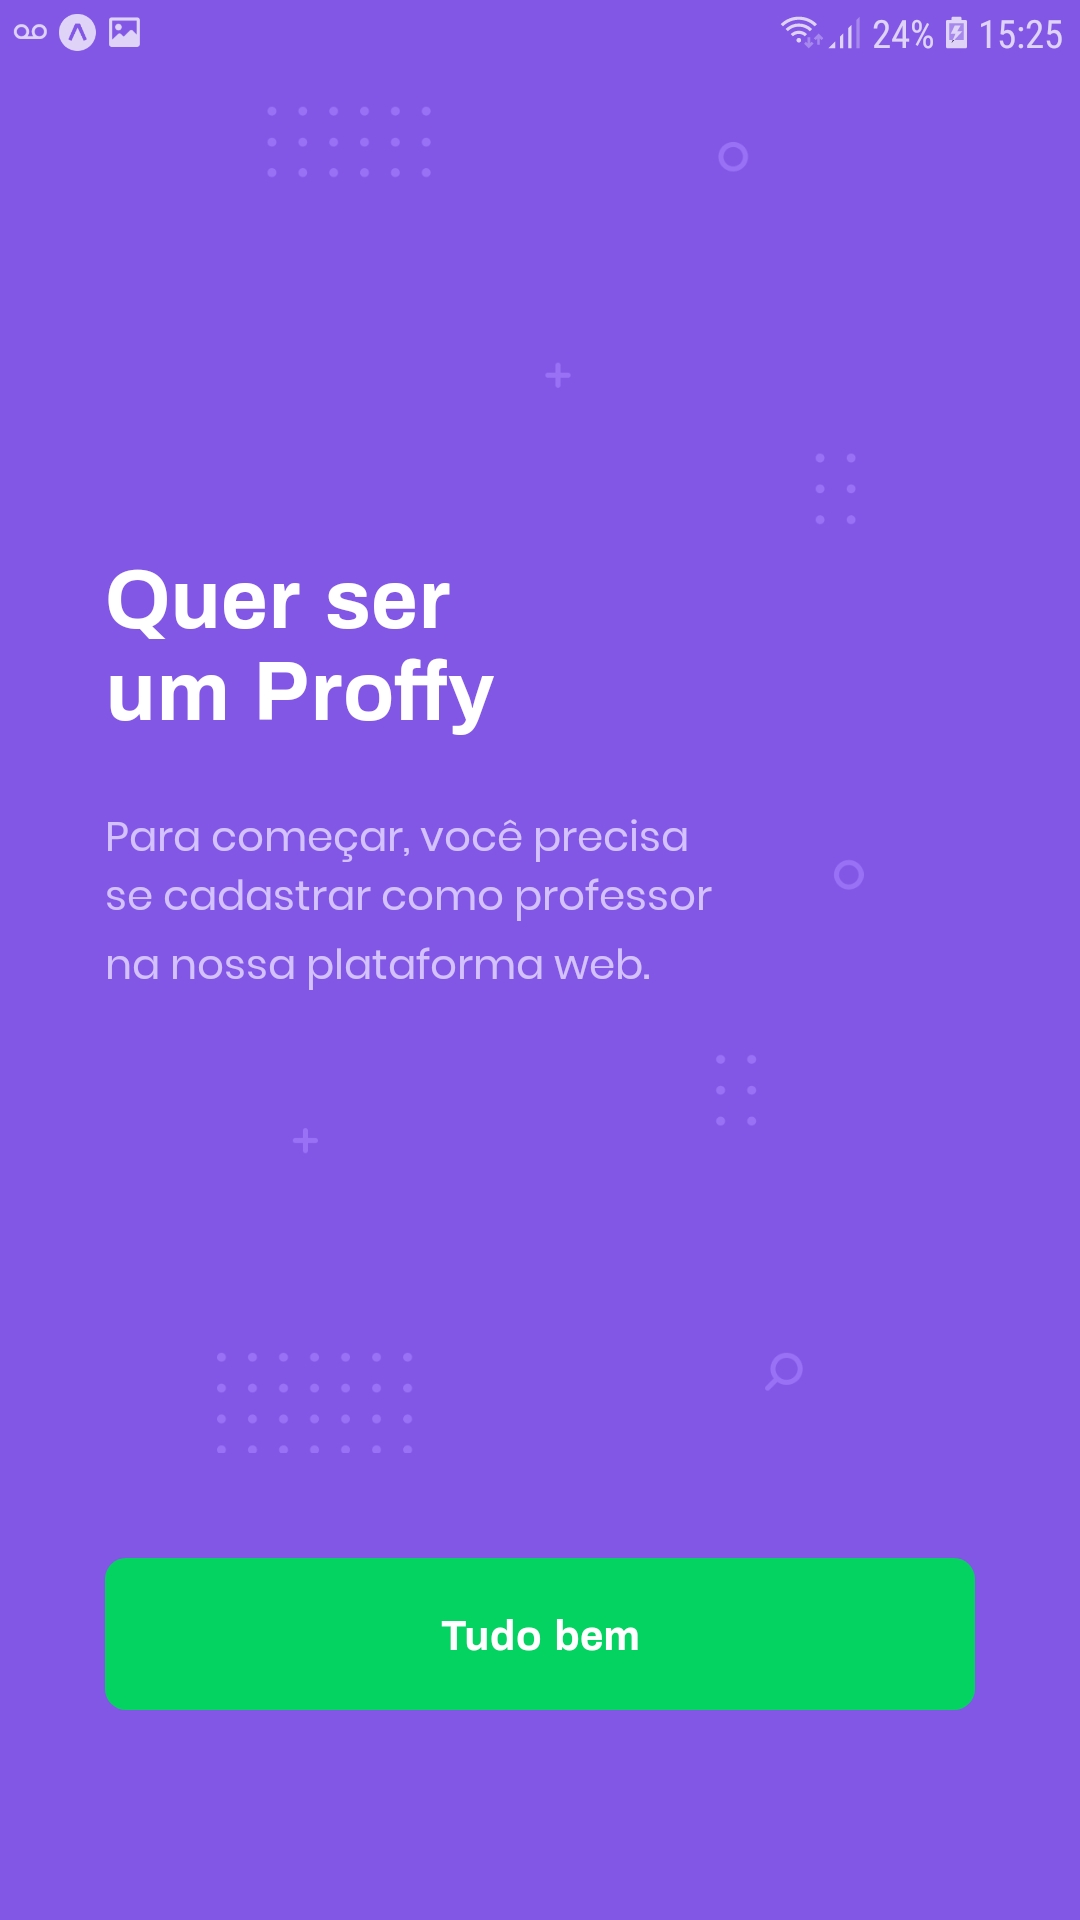 24% 15:25
Quer ser
um Proffy
Para começar, você precisa
se cadastrar como professor
na nossa plataforma web.
Tudo bem